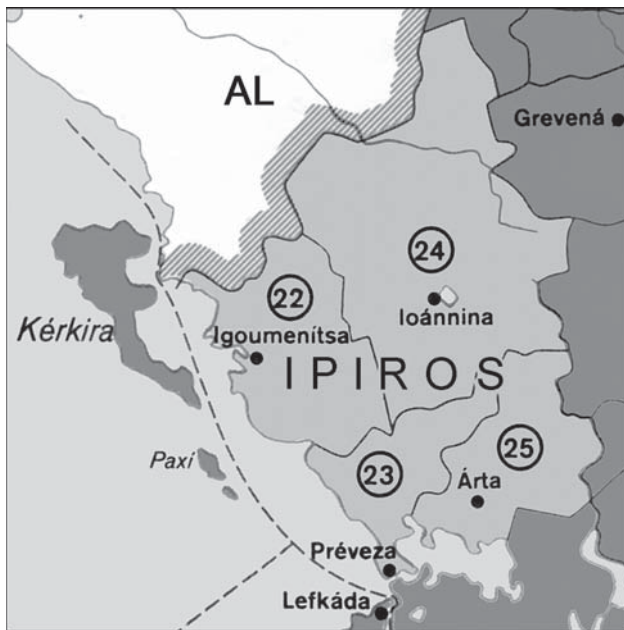 AL
Grevená
24
22
Kérkira
Igoumenítsa
Ioánnina
IPIROS
Paxí
23
25
Árta
Préveza
Lefkáda